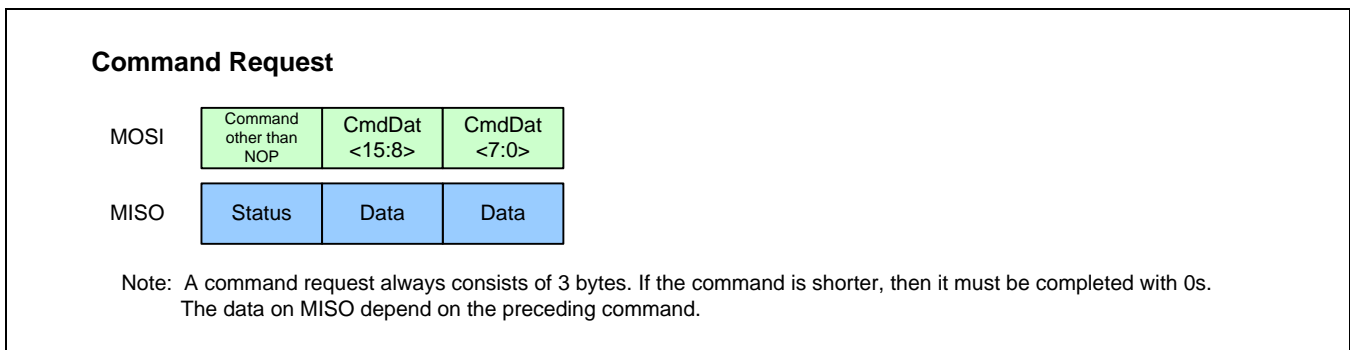 Command Request
MOSI
Command
other than
NOP
CmdDat
<15:8>
CmdDat
<7:0>
MISO
Status
Data
Data
Note: A command request always consists of 3 bytes. If the command is shorter, then it must be completed with 0s.
The data on MISO depend on the preceding command.